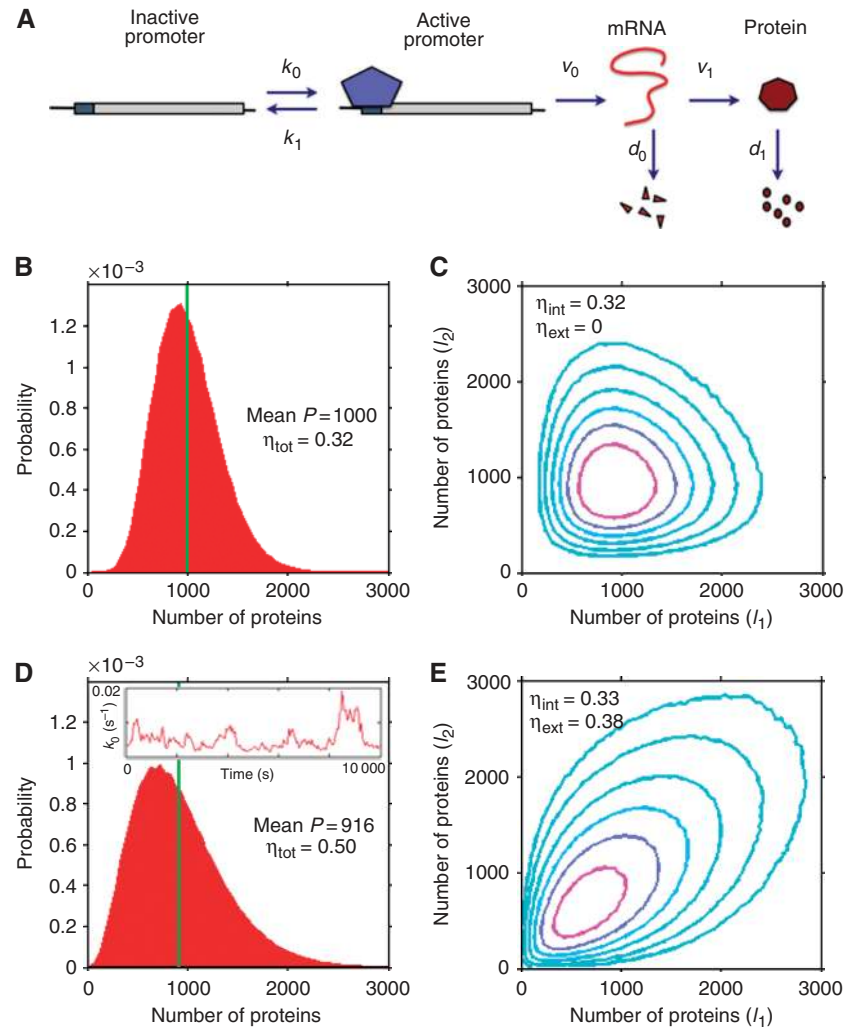 A
Inactive
promoter
Active
promoter
mRNA
Protein
k0
k1
v0
v1
d0
d1
B
×10−3
1.2
1
0.8
0.6
0.4
0.2
0
Probability
Mean P=1000
ηtot = 0.32
0 1000 2000 3000
Number of proteins
C
3000
2000
1000
0
Number of proteins (I2)
ηint = 0.32
ηext = 0
0 1000 2000 3000
Number of proteins (I1)
D
×10−3
1.2
1
0.8
0.6
0.4
0.2
0
Probability
0.02
k0 (s−1)
0
0 10 000
Time (s)
Mean P=916
ηtot = 0.50
0 1000 2000 3000
Number of proteins
E
3000
2000
1000
0
Number of proteins (I2)
ηint = 0.33
ηext = 0.38
0 1000 2000 3000
Number of proteins (I1)